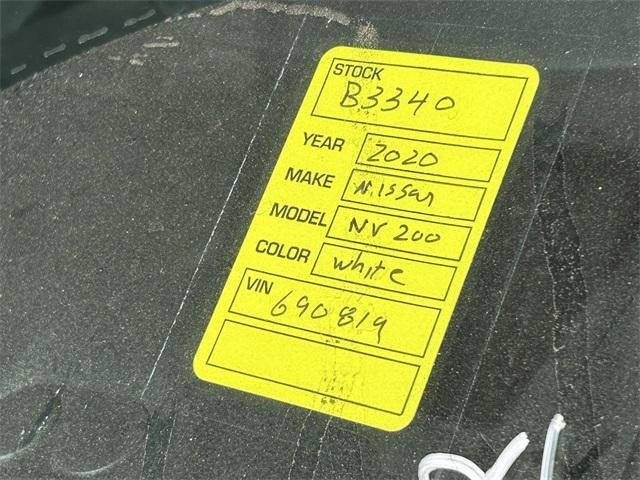 STOCK
B3340
YEAR 2020
MAKE Nissan
MODEL NV 200
COLOR white
VIN
690819